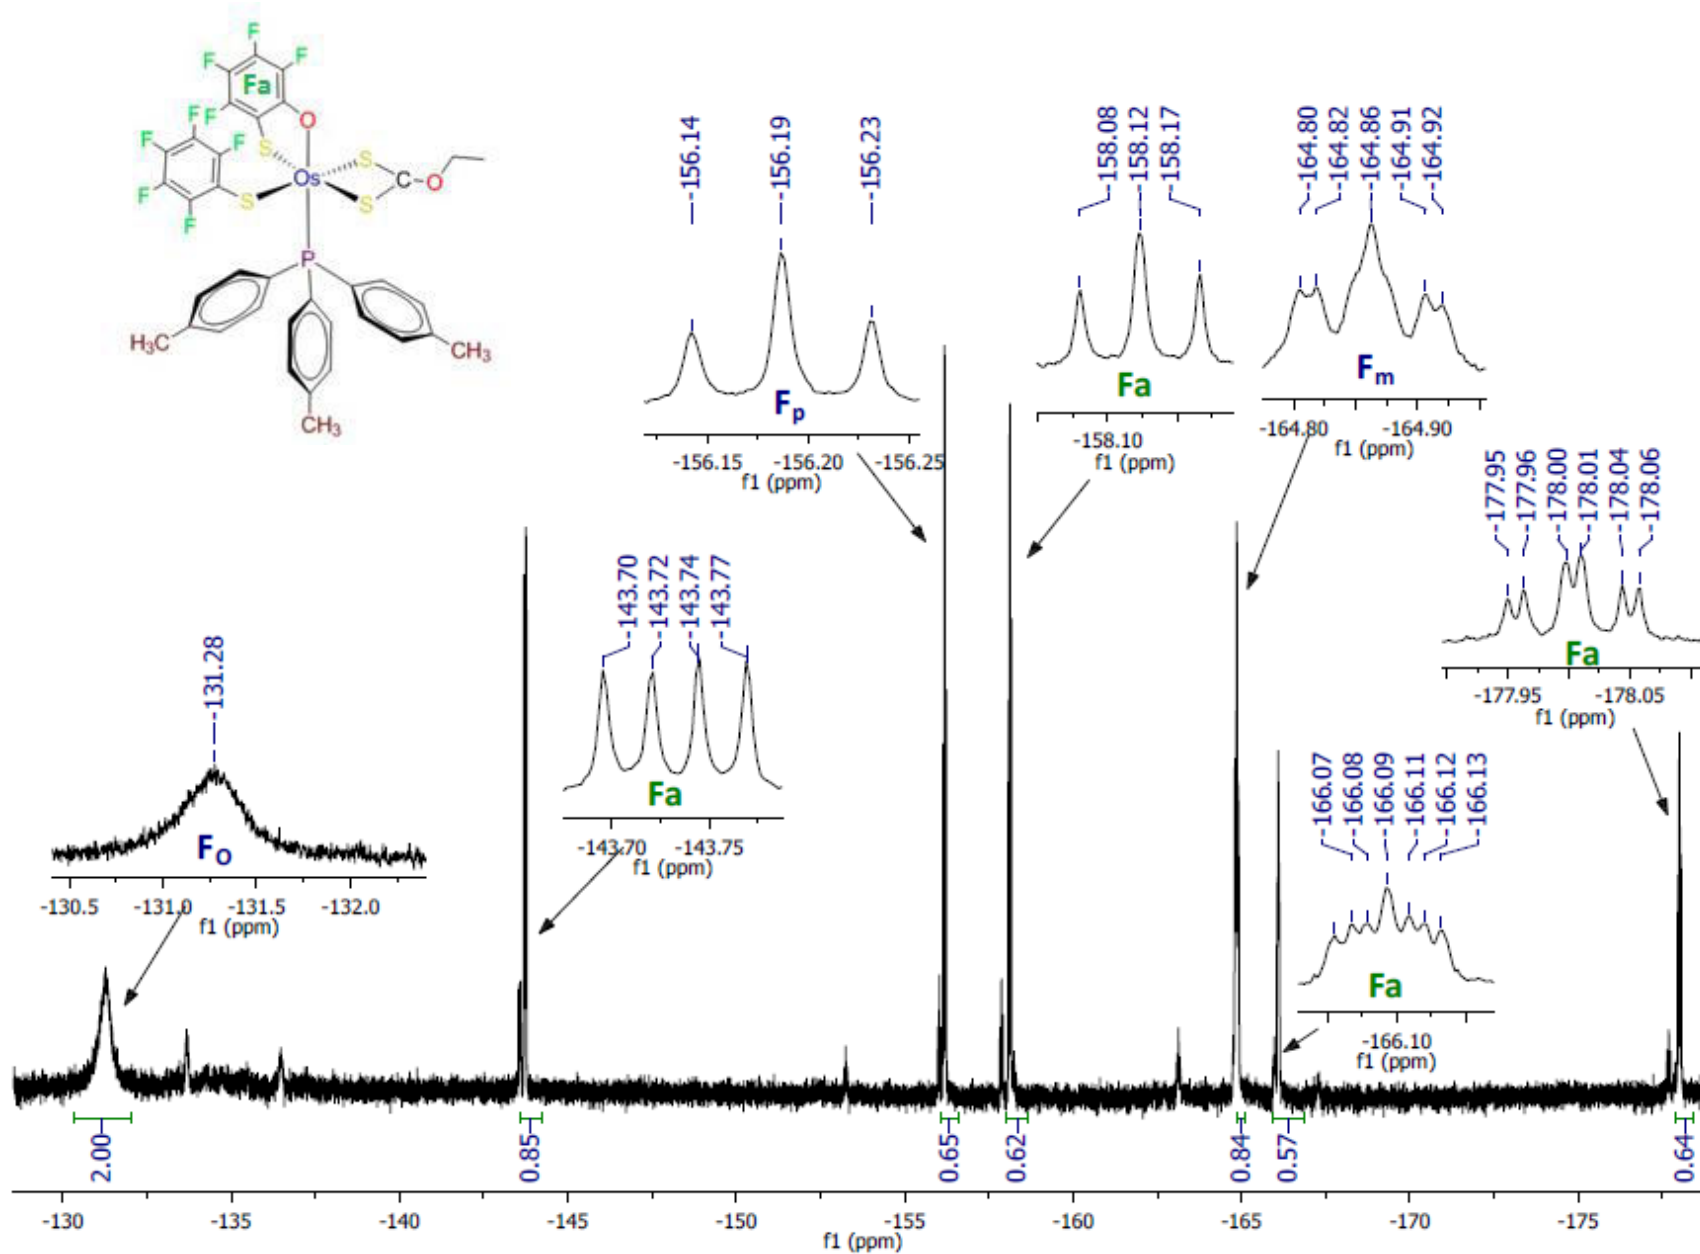 F
F
F
Fa
F
F
F
F
F
F
F
O
S
S
Os
S
S
C
O
P
H3C
CH3
CH3
-131.28
FO
-130.5 -131.0 -131.5 -132.0
f1 (ppm)
-143.70
-143.72
-143.74
-143.77
Fa
-143.70 -143.75
f1 (ppm)
-156.14
-156.19
-156.23
Fp
-156.15 -156.20 -156.25
f1 (ppm)
-158.08
-158.12
-158.17
Fa
-158.10
f1 (ppm)
-164.80
-164.82
-164.86
-164.91
-164.92
Fm
-164.80 -164.90
f1 (ppm)
-166.07
-166.08
-166.09
-166.11
-166.12
-166.13
Fa
-166.10
f1 (ppm)
-177.95
-177.96
-178.00
-178.01
-178.04
-178.06
Fa
-177.95 -178.05
f1 (ppm)
2.00
0.85
0.65
0.62
0.84
0.57
0.64
-130 -135 -140 -145 -150 -155 -160 -165 -170 -175
f1 (ppm)